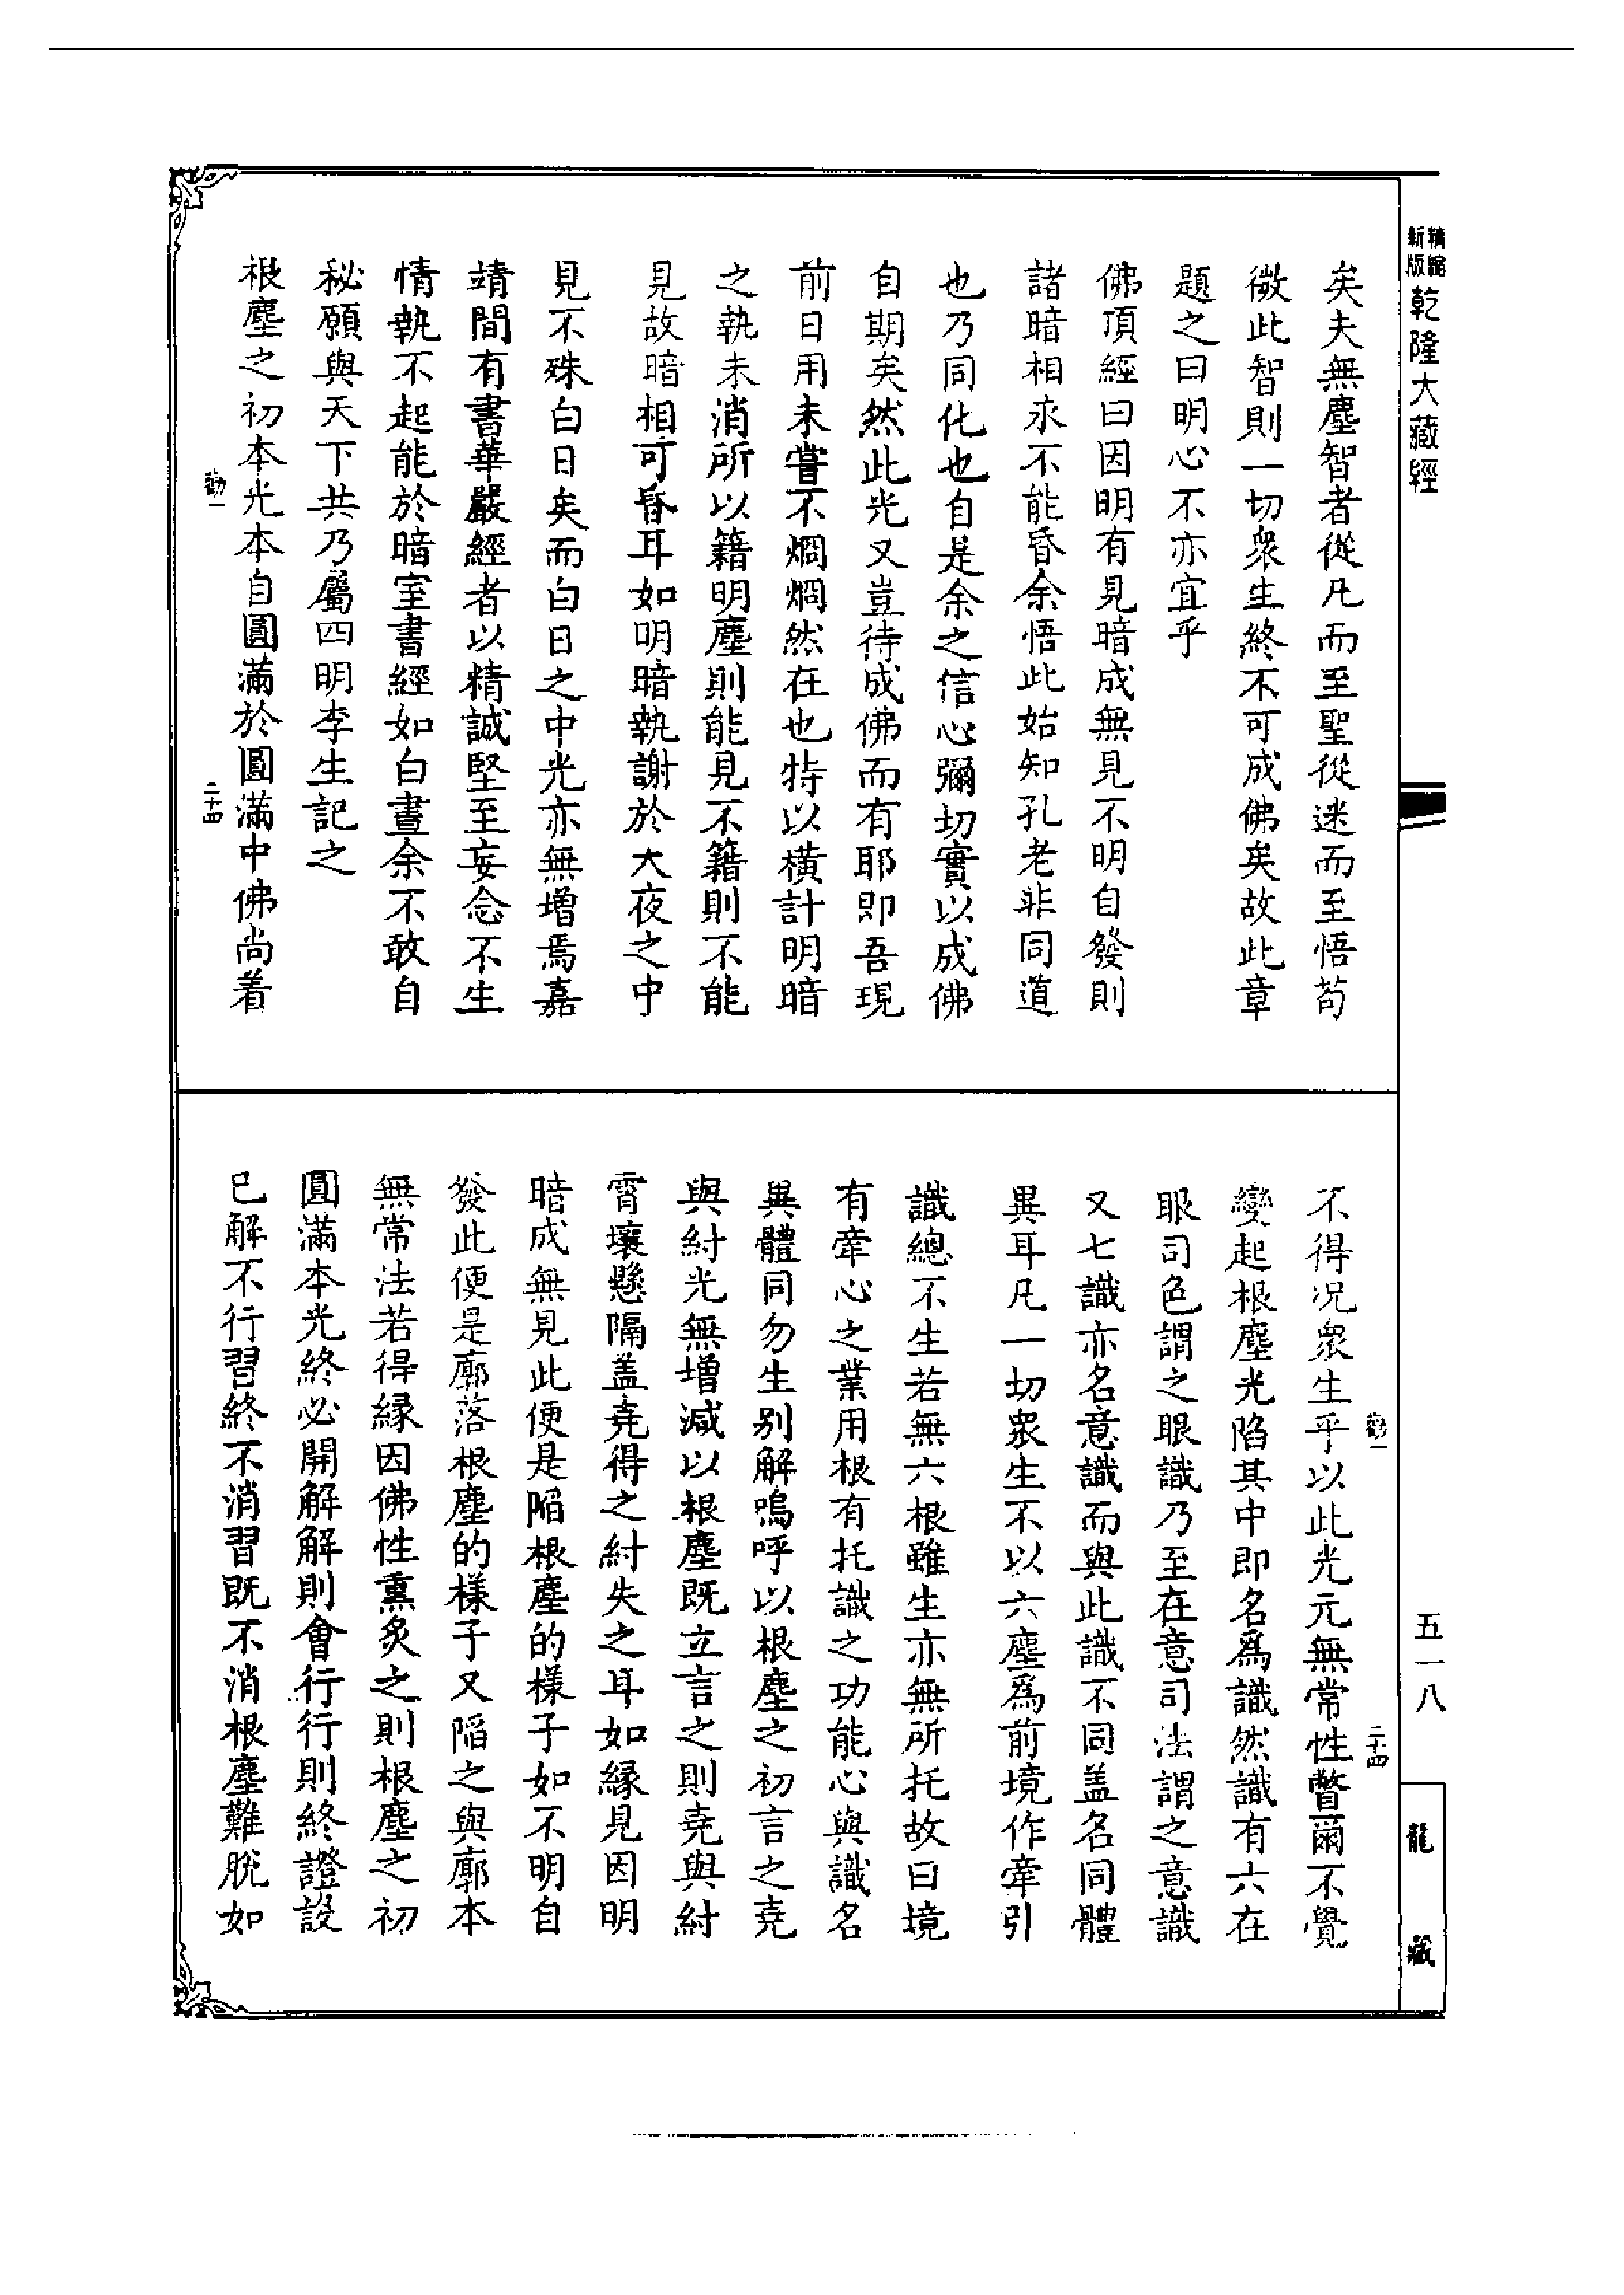 新版精縮 乾隆大藏經
矣夫無塵智者從凡而至聖從迷而至悟苟
微此智則一切衆生終不可成佛矣故此章
題之曰明心不亦宜乎
佛頂經曰因明有見暗成無見不明自發則
諸暗相永不能昏余悟此始知孔老非同道
也乃同化也自是余之信心彌切實以成佛
自期矣然此光又豈待成佛而有耶即吾現
前日用未嘗不烱烱然在也特以橫計明暗
之執未消所以籍明塵則能見不籍則不能
見故暗相可昏耳如明暗執謝於大夜之中
見不殊白日矣而白日之中光亦無增焉嘉
靖間有書華嚴經者以精誠堅至妄念不生
情執不起能於暗室書經如白晝余不敢自
秘願與天下共乃屬四明李生記之
根塵之初本光本自圓滿於圓滿中佛尚着
勸一
二十四
勸一
二十四
不得况衆生乎以此光元無常性瞥爾不覺
變起根塵光陷其中即名爲識然識有六在
眼司色謂之眼識乃至在意司法謂之意識
又七識亦名意識而與此識不同盖名同體
異耳凡一切衆生不以六塵爲前境作牽引
識總不生若無六根雖生亦無所托故曰境
有牽心之業用根有托識之功能心與識名
異體同勿生别解嗚呼以根塵之初言之堯
與紂光無增減以根塵既立言之則堯與紂
霄壤懸隔盖堯得之紂失之耳如緣見因明
暗成無見此便是陷根塵的樣子如不明自
發此便是廓落根塵的樣子又陷之與廓本
無常法若得緣因佛性熏炙之則根塵之初
圓滿本光終必開解解則會行行則終證設
已解不行習終不消習既不消根塵難脫如
五一八
龍藏